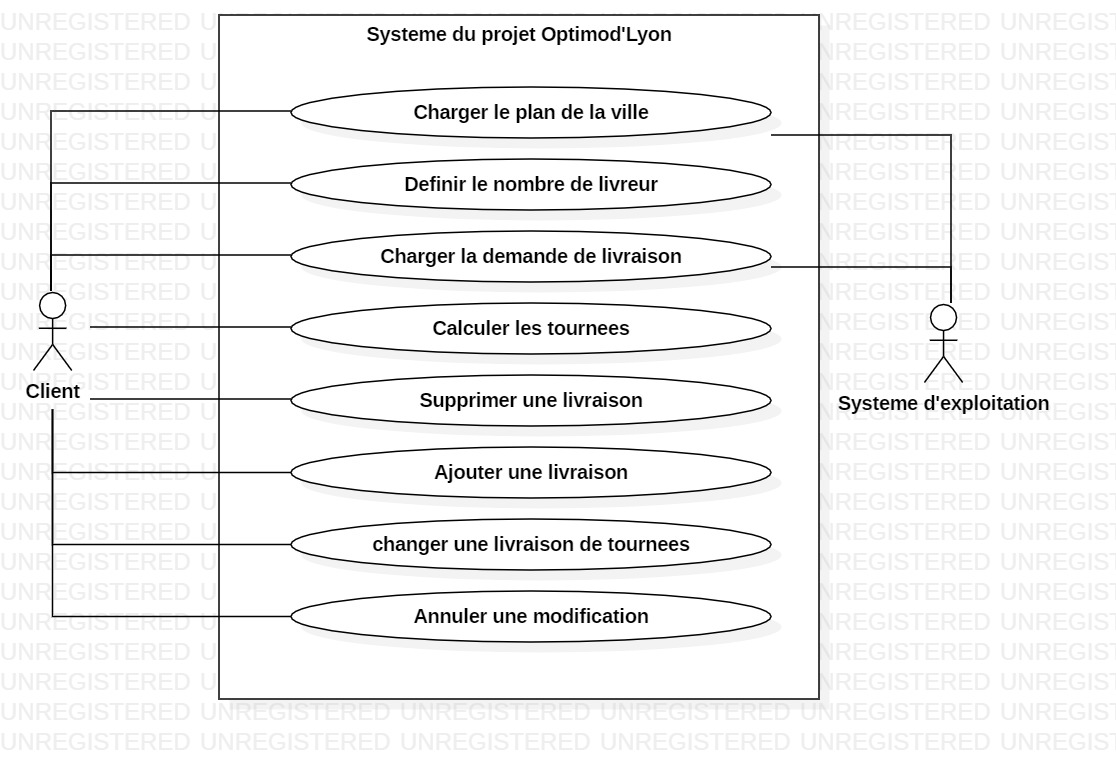 Systeme du projet Optimod'Lyon
Charger le plan de la ville
Definir le nombre de livreur
Charger la demande de livraison
Calculer les tournees
Supprimer une livraison
Ajouter une livraison
changer une livraison de tournees
Annuler une modification
Client
Systeme d'exploitation
UNREGISTERED UNREGISTERED UNREGISTERED UNREGISTERED UNREGISTERED